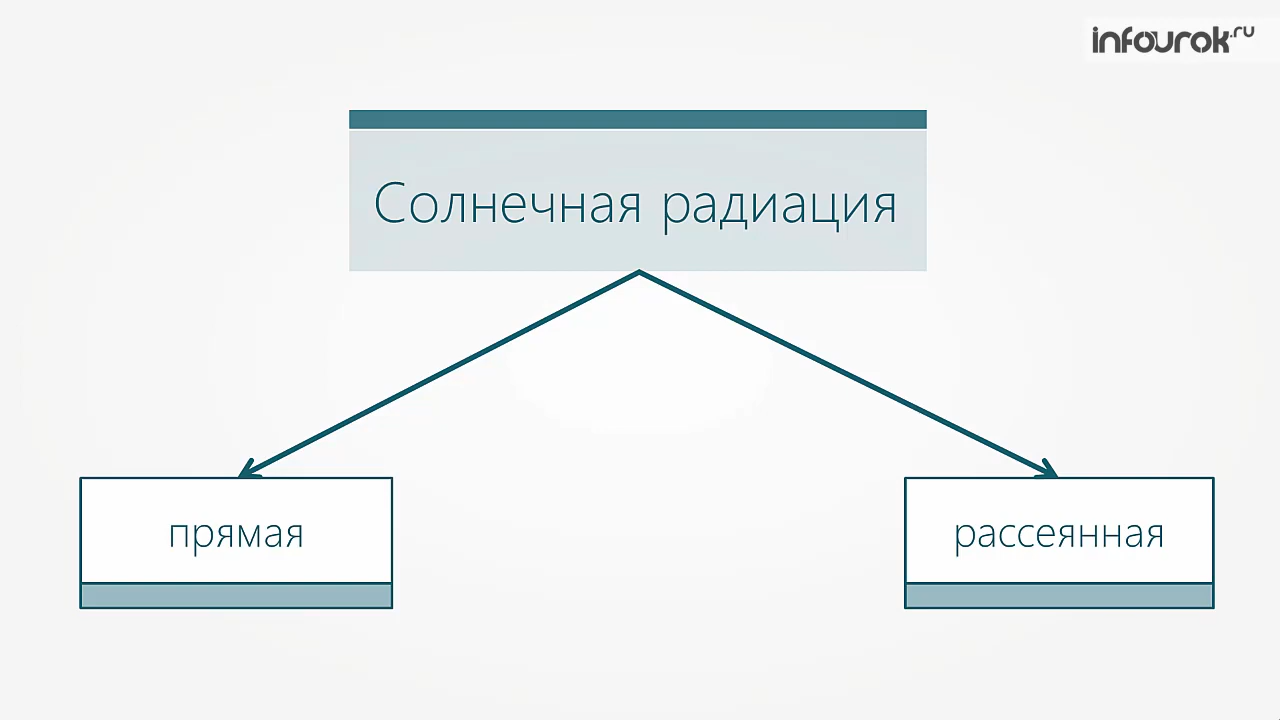 infourok.ru
Солнечная радиация
прямая
рассеянная